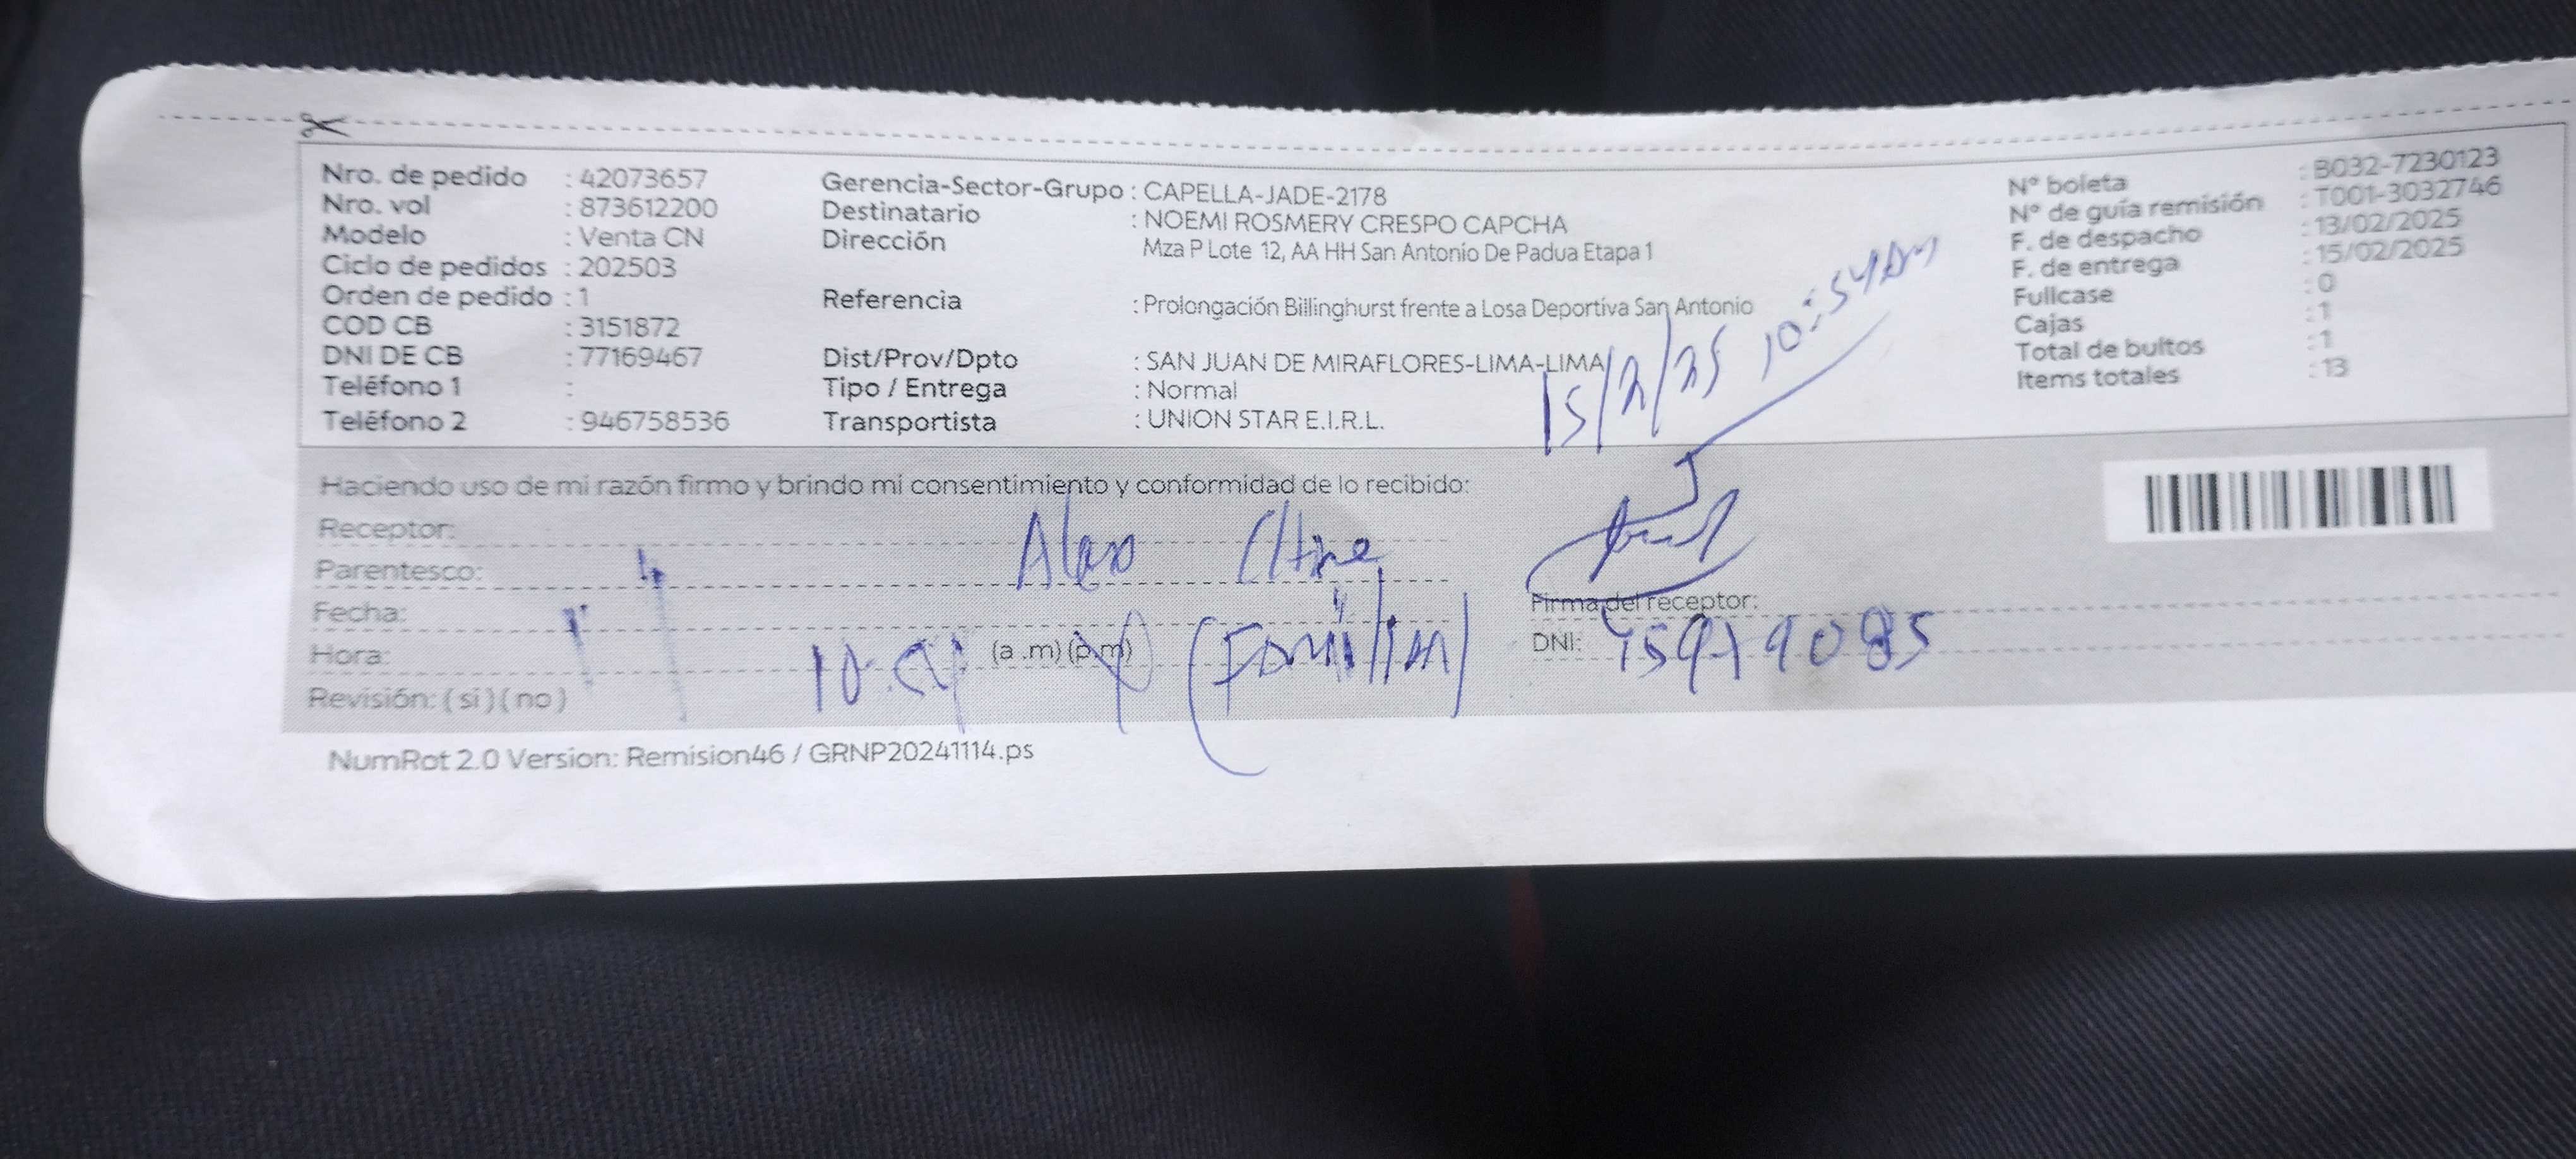 Nro. de pedido : 42073657
Nro. vol : 873612200
Modelo : Venta CN
Ciclo de pedidos : 202503
Orden de pedido : 1
COD CB : 3151872
DNI DE CB : 77169467
Teléfono 1 :
Teléfono 2 : 946758536
Gerencia-Sector-Grupo : CAPELLA-JADE-2178
Destinatario : NOEMI ROSMERY CRESPO CAPCHA
Dirección Mza P Lote 12, AA HH San Antonio De Padua Etapa 1
Referencia : Prolongación Billinghurst frente a Losa Deportiva San Antonio
Dist/Prov/Dpto : SAN JUAN DE MIRAFLORES-LIMA-LIMA
Tipo / Entrega : Normal
Transportista : UNION STAR E.I.R.L.
N° boleta : B032-7230123
N° de guía remisión : T001-3032746
F. de despacho : 13/02/2025
F. de entrega : 15/02/2025
Fullcase : 0
Cajas : 1
Total de bultos : 1
Items totales : 13
15/2/25 10:54AM
Haciendo uso de mi razón firmo y brindo mi consentimiento y conformidad de lo recibido:
Receptor:
Parentesco:
Fecha:
Hora: (a .m) (p.m)
Revisión: ( si ) ( no )
Firma del receptor:
DNI:
NumRot 2.0 Version: Remision46 / GRNP20241114.ps